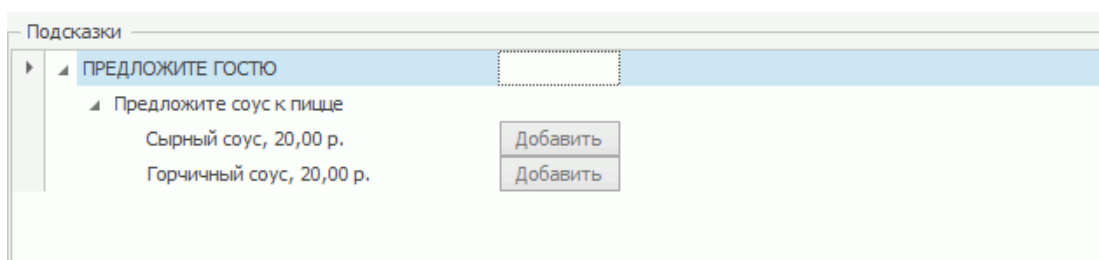 Подсказки
ПРЕДЛОЖИТЕ ГОСТЮ
Предложите соус к пицце
Сырный соус, 20,00 р. Добавить
Горчичный соус, 20,00 р. Добавить